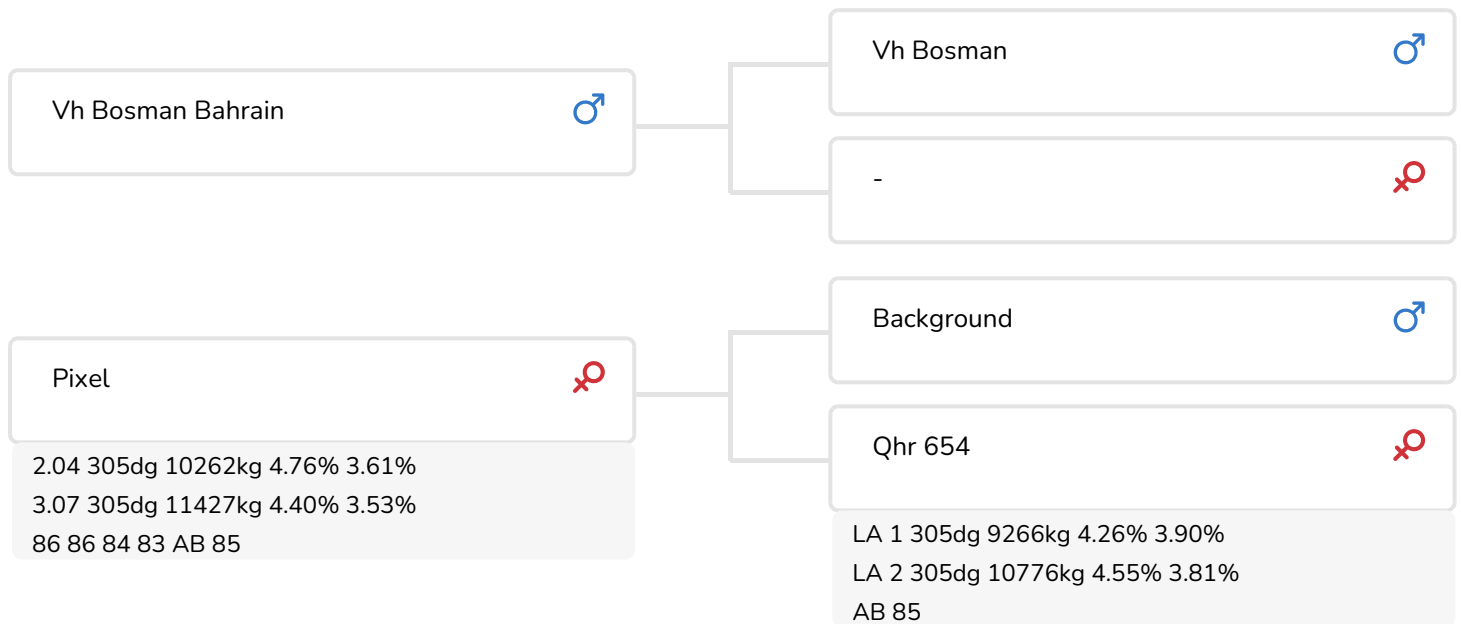 Vh Bosman Bahrain
Vh Bosman
-
Pixel
2.04 305dg 10262kg 4.76% 3.61%
3.07 305dg 11427kg 4.40% 3.53%
86 86 84 83 AB 85
Background
Qhr 654
LA 1 305dg 9266kg 4.26% 3.90%
LA 2 305dg 10776kg 4.55% 3.81%
AB 85